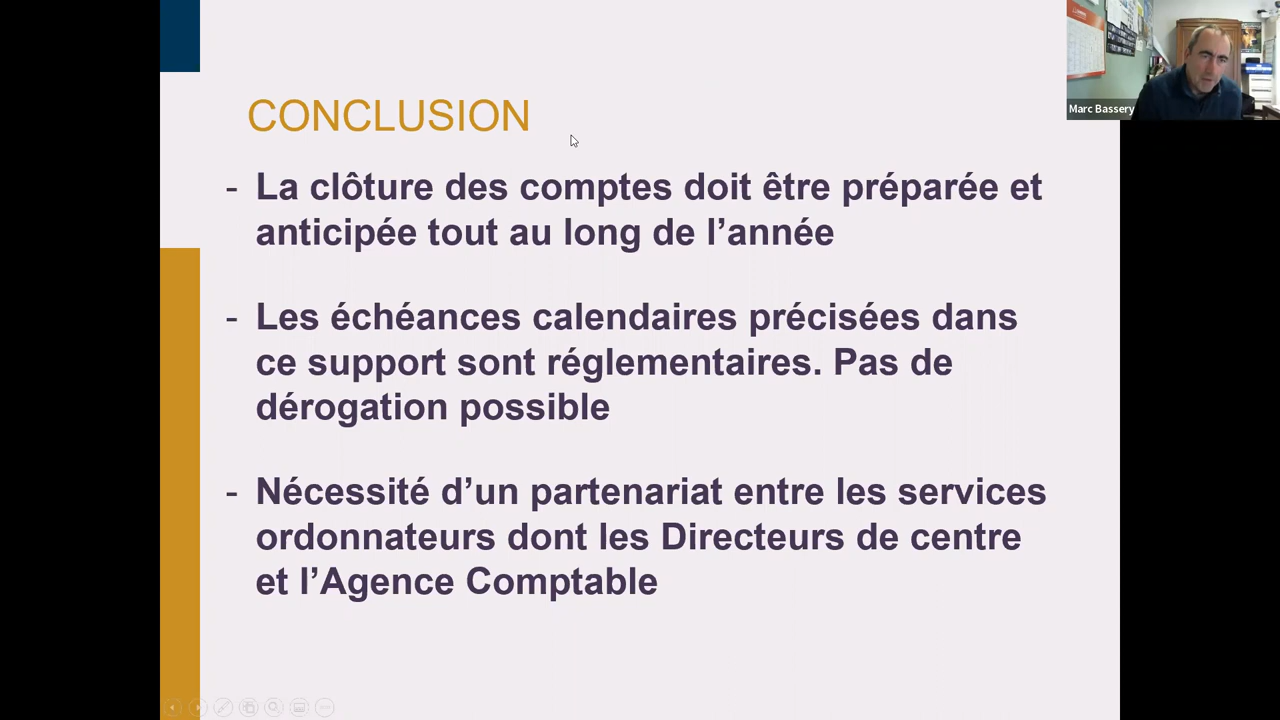 CONCLUSION
- La clôture des comptes doit être préparée et
anticipée tout au long de l’année
- Les échéances calendaires précisées dans
ce support sont réglementaires. Pas de
dérogation possible
- Nécessité d’un partenariat entre les services
ordonnateurs dont les Directeurs de centre
et l’Agence Comptable
Marc Bassery